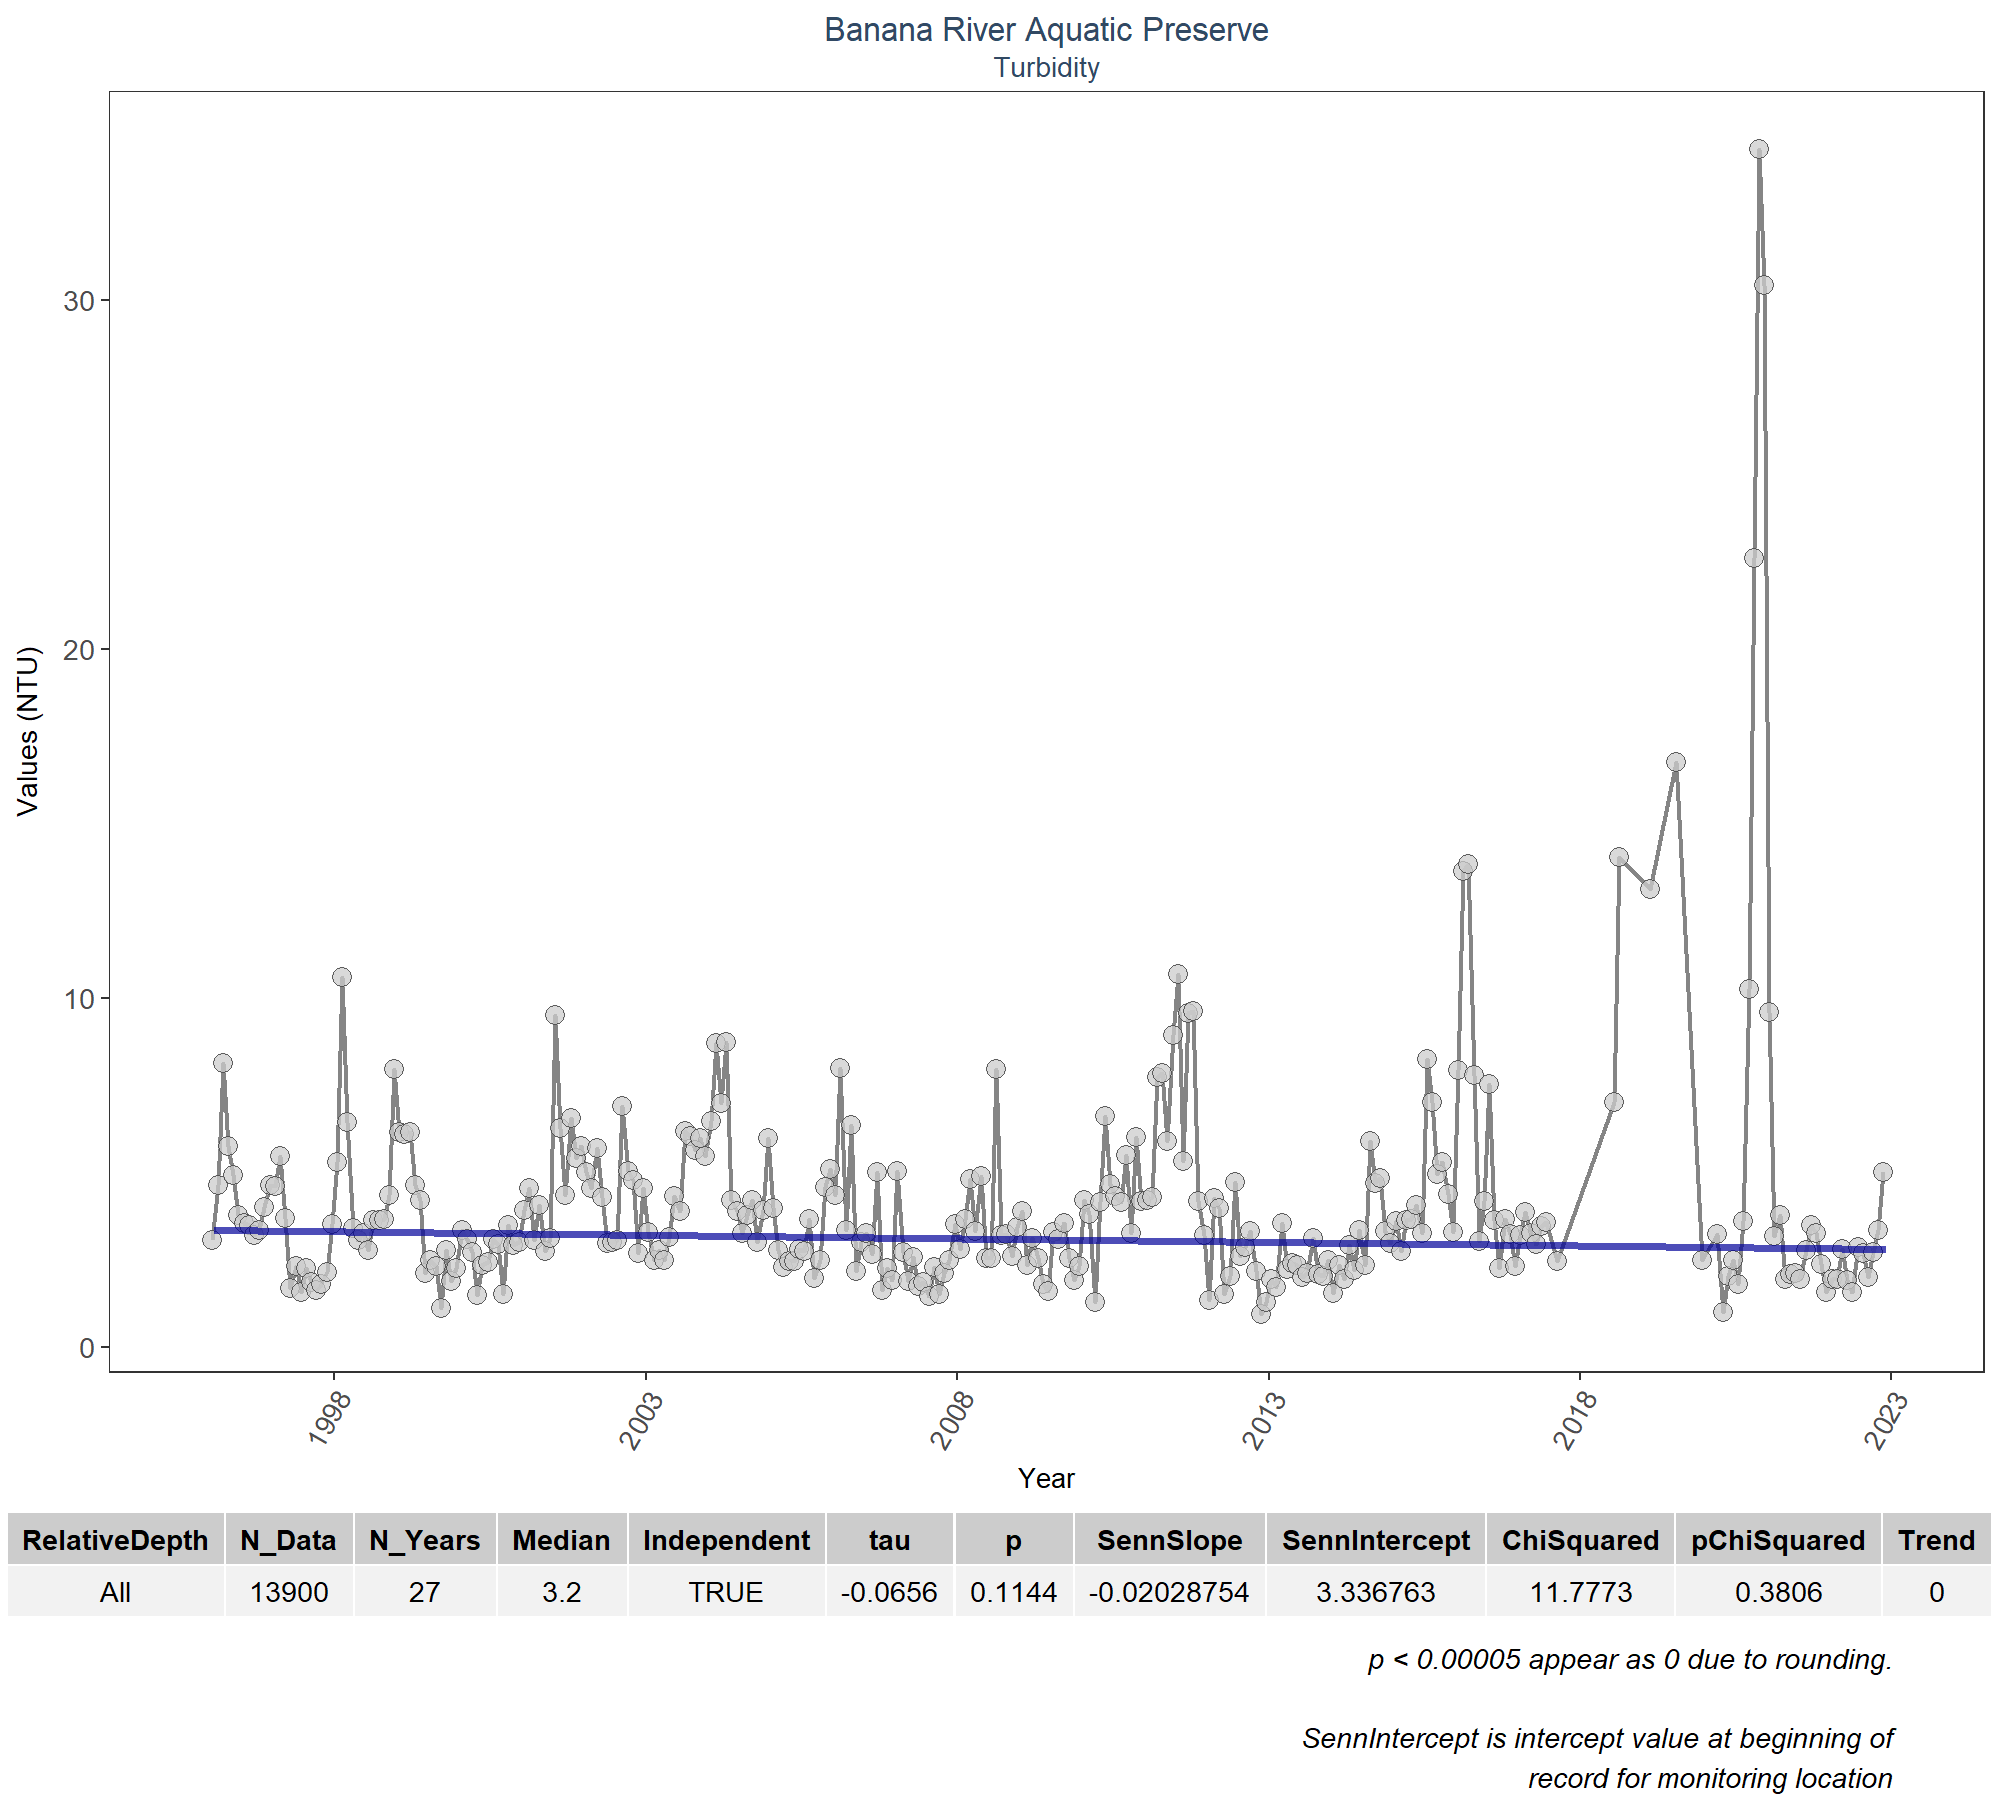 Banana River Aquatic Preserve
Turbidity
Values (NTU)
30
20
10
0
1998
2003
2008
2013
2018
2023
Year
RelativeDepth N_Data N_Years Median Independent tau p SennSlope SennIntercept ChiSquared pChiSquared Trend
All 13900 27 3.2 TRUE -0.0656 0.1144 -0.02028754 3.336763 11.7773 0.3806 0
p < 0.00005 appear as 0 due to rounding.
SennIntercept is intercept value at beginning of
record for monitoring location